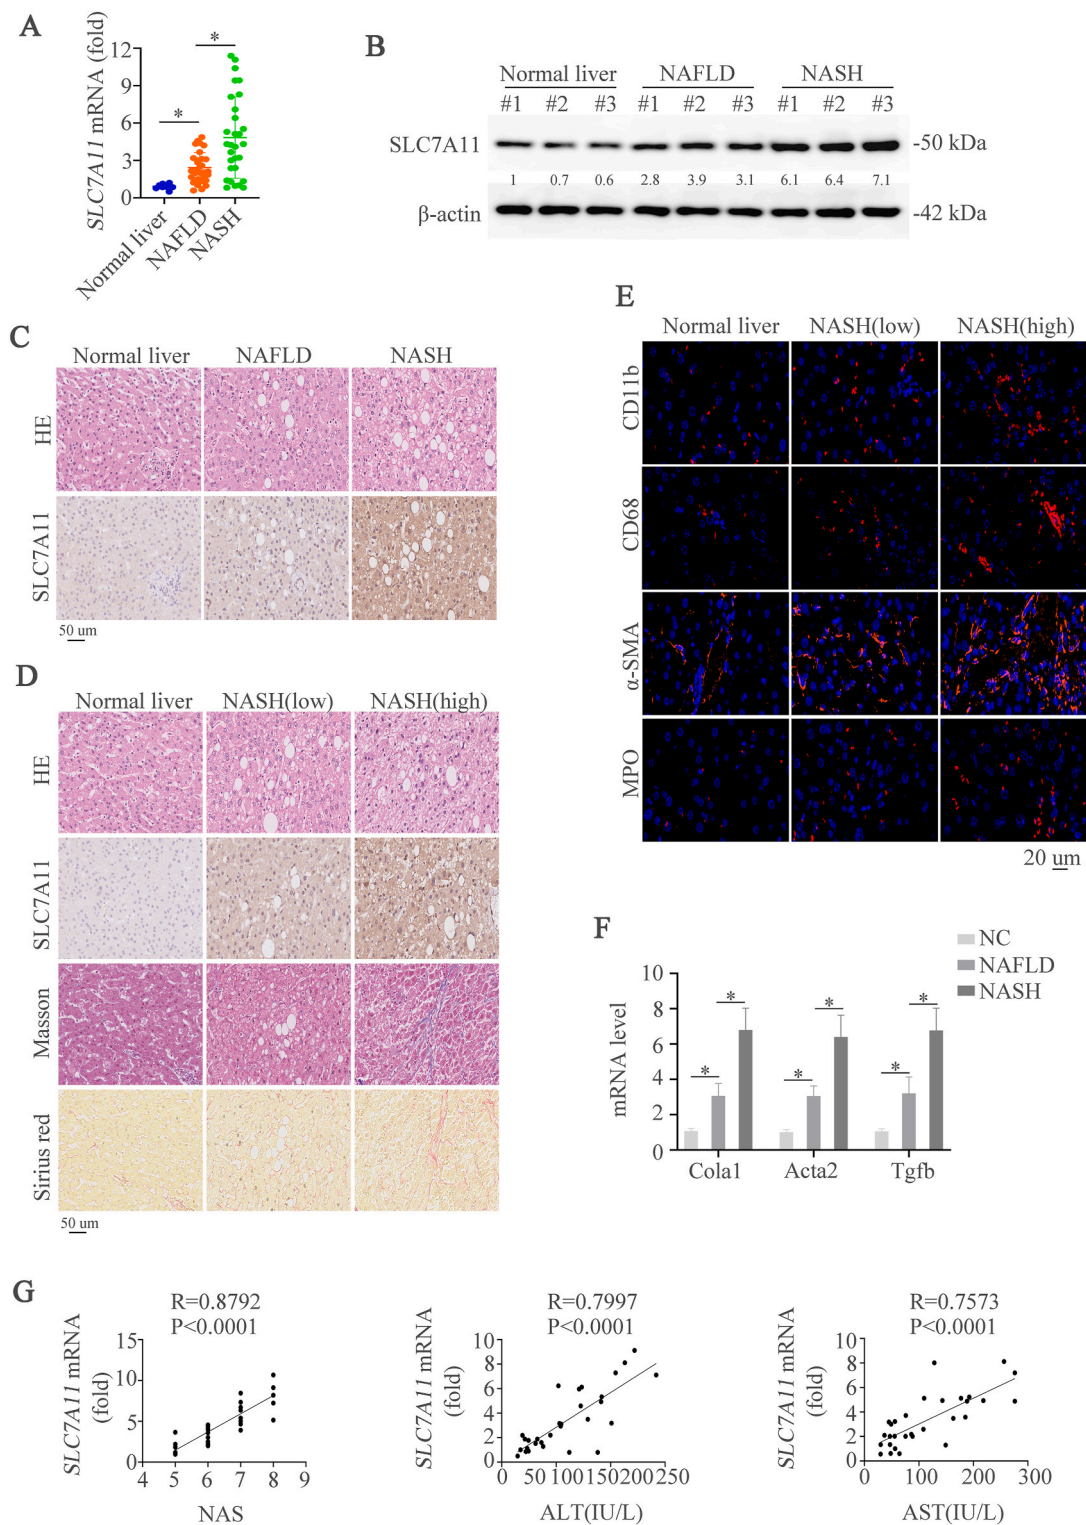 A
SLC7A11 mRNA (fold)
12
9
6
3
0
*
*
Normal liver
NAFLD
NASH
B
Normal liver NAFLD NASH
#1 #2 #3 #1 #2 #3 #1 #2 #3
SLC7A11 -50 kDa
1 0.7 0.6 2.8 3.9 3.1 6.1 6.4 7.1
β-actin -42 kDa
C
Normal liver NAFLD NASH
HE
SLC7A11
50 um
D
Normal liver NASH(low) NASH(high)
HE
SLC7A11
Masson
Sirius red
50 um
E
Normal liver NASH(low) NASH(high)
CD11b
CD68
α-SMA
MPO
20 um
F
NC
NAFLD
NASH
mRNA level
10
8
6
4
2
0
* * *
* * *
Cola1 Acta2 Tgfb
G
R=0.8792
P<0.0001
SLC7A11 mRNA
(fold)
15
10
5
0
4 5 6 7 8 9
NAS
R=0.7997
P<0.0001
SLC7A11 mRNA
(fold)
10
8
6
4
2
0
0 50 100 150 200 250
ALT(IU/L)
R=0.7573
P<0.0001
SLC7A11 mRNA
(fold)
10
8
6
4
2
0
0 100 200 300
AST(IU/L)